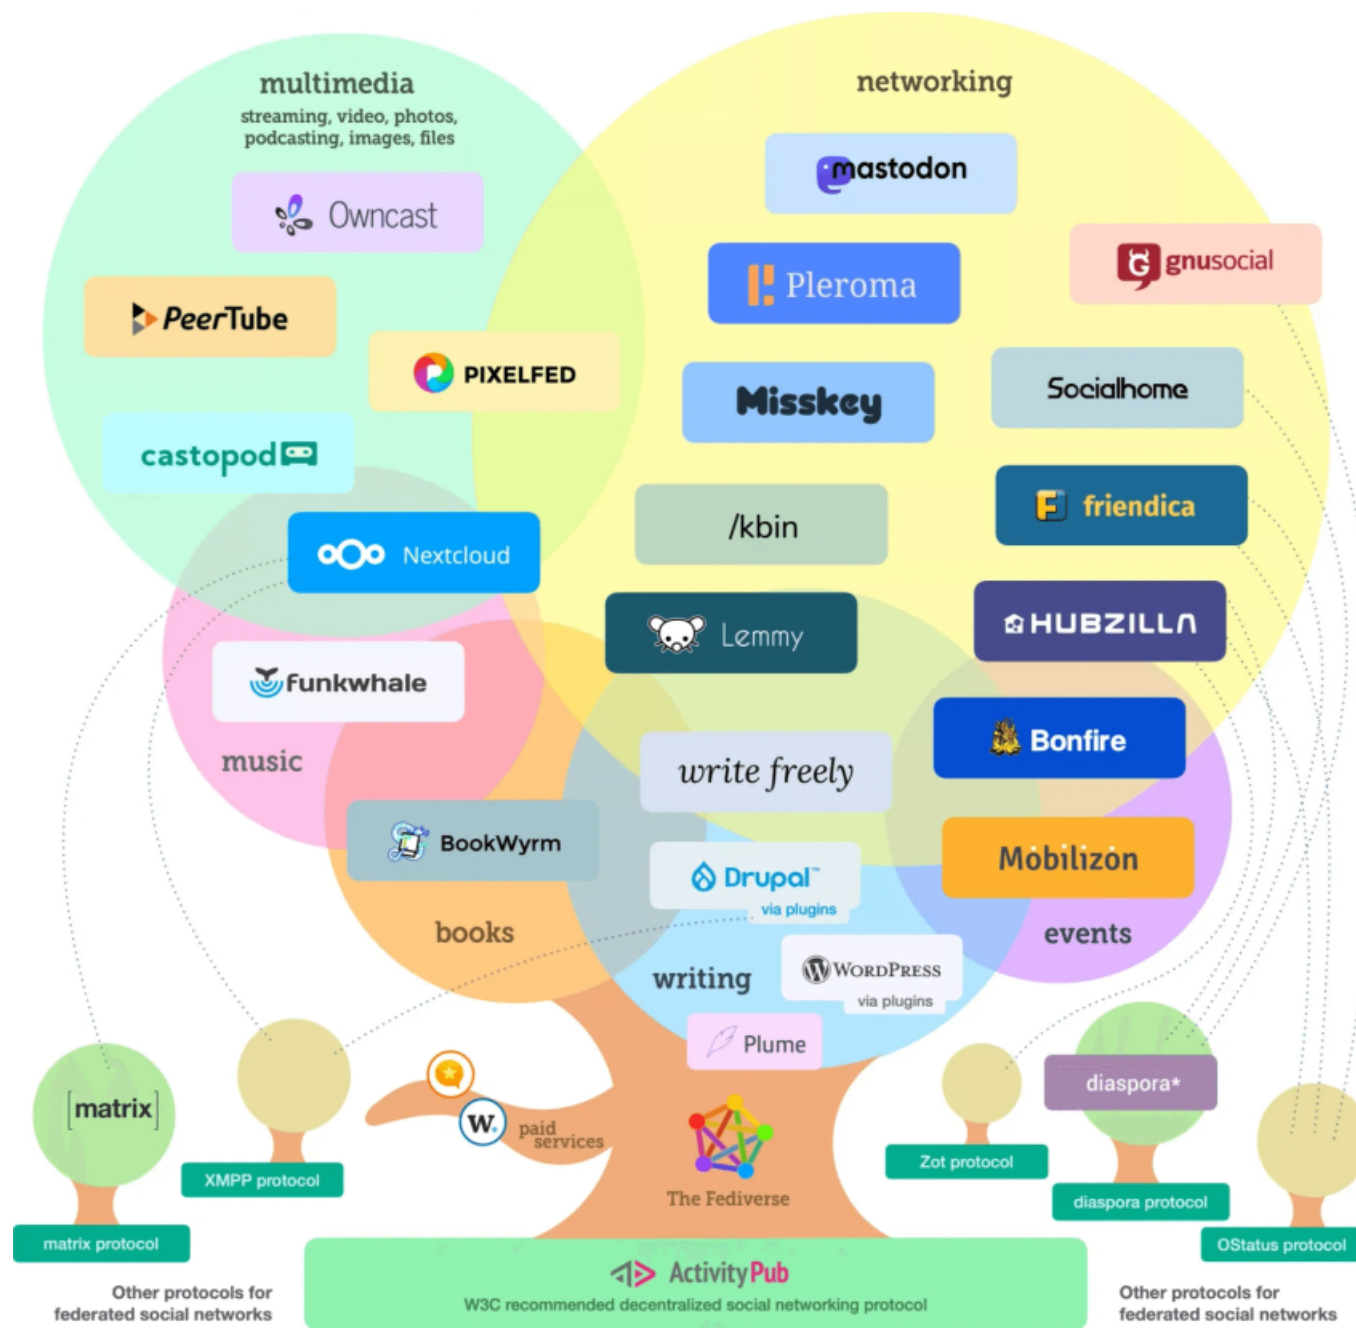 multimedia
streaming, video, photos,
podcasting, images, files
networking
mastodon
Owncast
Pleroma
gnusocial
PeerTube
PIXELFED
Misskey
Socialhome
castopod
/kbin
friendica
Nextcloud
Lemmy
HUBZILLA
funkwhale
music
write freely
Bonfire
BookWyrm
Mobilizon
Drupal™
via plugins
books
events
writing
WORDPRESS
via plugins
Plume
[matrix]
matrix protocol
XMPP protocol
W.
paid
services
The Fediverse
Zot protocol
diaspora*
diaspora protocol
OStatus protocol
Other protocols for
federated social networks
ActivityPub
W3C recommended decentralized social networking protocol
Other protocols for
federated social networks